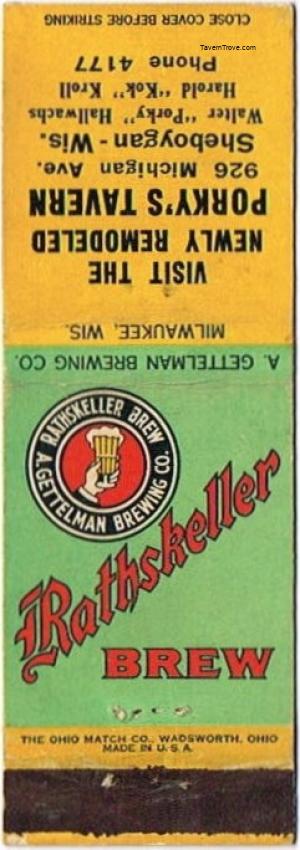 TavernTrove.com
CLOSE COVER BEFORE STRIKING
VISIT THE
NEWLY REMODELED
PORKY'S TAVERN
926 Michigan Ave.
Sheboygan - Wis.
Walter "Porky" Hallwachs
Harold "Kok" Kroll
Phone 4177
A. GETTELMAN BREWING CO.
MILWAUKEE, WIS.
RATHSKELLER BREW
A. GETTELMAN BREWING CO.
Rathskeller
BREW
THE OHIO MATCH CO., WADSWORTH, OHIO
MADE IN U.S.A.